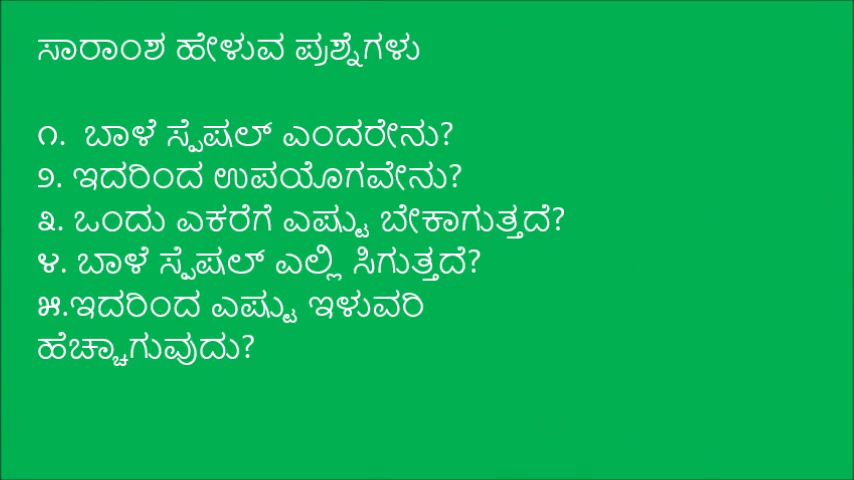 ಸಾರಾಂಶ ಹೇಳುವ ಪ್ರಶ್ನೆಗಳು
೧. ಬಾಳೆ ಸ್ಪೆಷಲ್ ಎಂದರೇನು?
೨. ಇದರಿಂದ ಉಪಯೊಗವೇನು?
೩. ಒಂದು ಎಕರೆಗೆ ಎಷ್ಟು ಬೇಕಾಗುತ್ತದೆ?
೪. ಬಾಳೆ ಸ್ಪೆಷಲ್ ಎಲ್ಲಿ ಸಿಗುತ್ತದೆ?
೫.ಇದರಿಂದ ಎಷ್ಟು ಇಳುವರಿ
ಹೆಚ್ಚಾಗುವುದು?